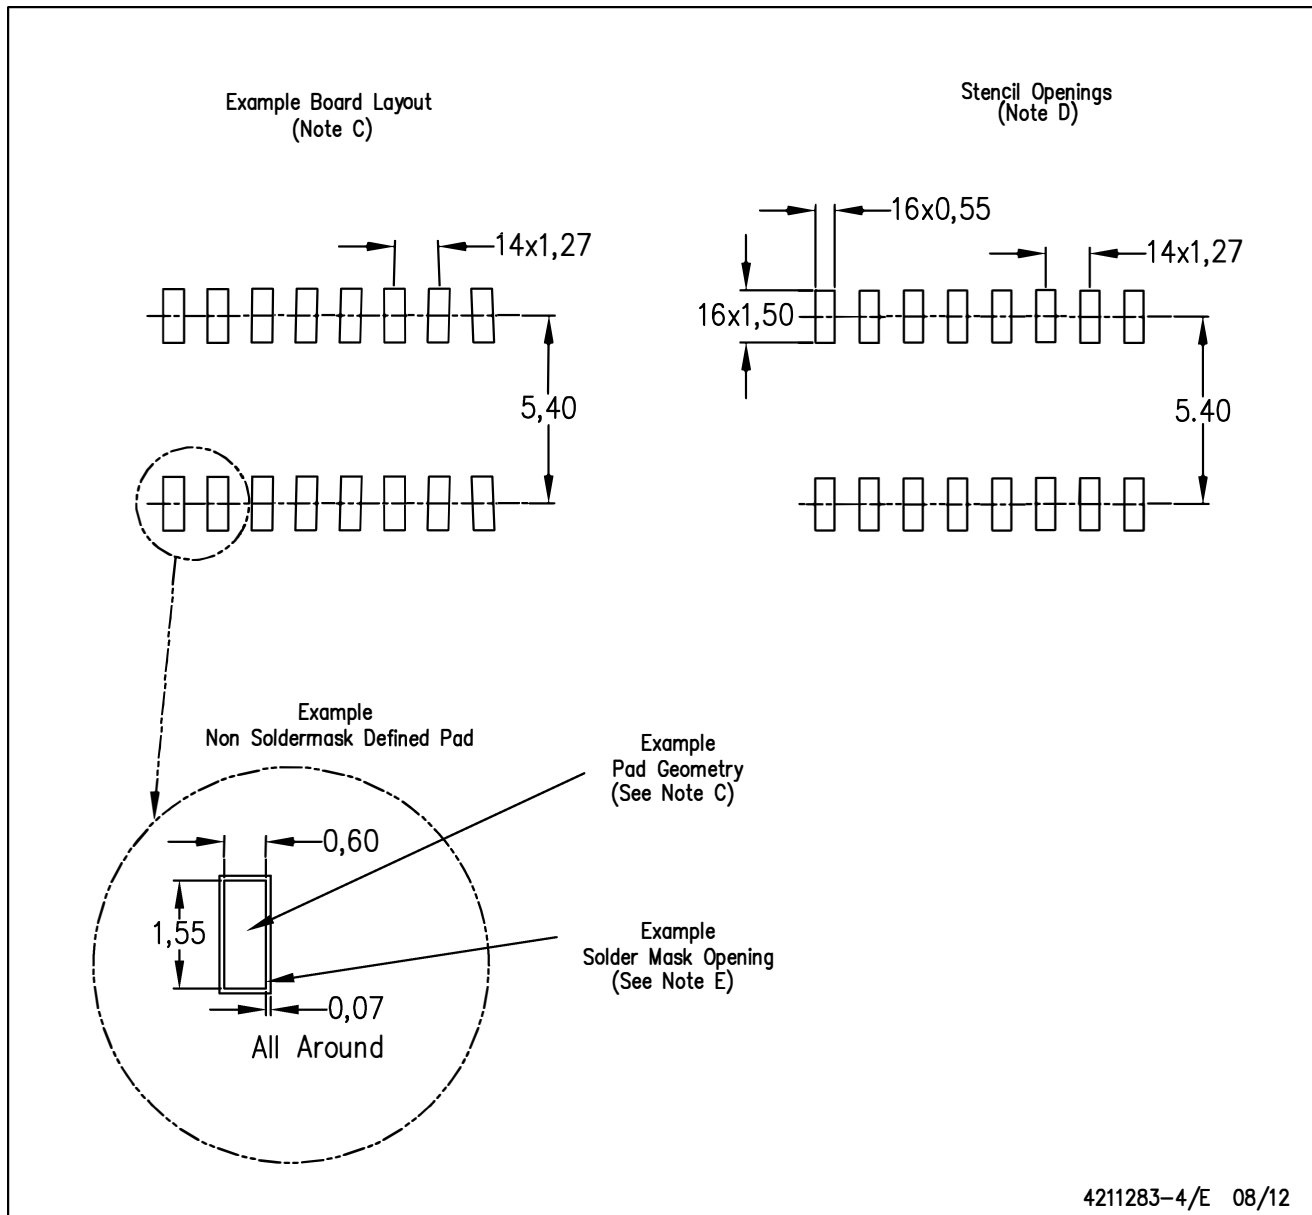 Example Board Layout
(Note C)
Stencil Openings
(Note D)
14x1,27
5,40
16x0,55
14x1,27
16x1,50
5.40
Example
Non Soldermask Defined Pad
Example
Pad Geometry
(See Note C)
0,60
1,55
Example
Solder Mask Opening
(See Note E)
0,07
All Around
4211283-4/E 08/12